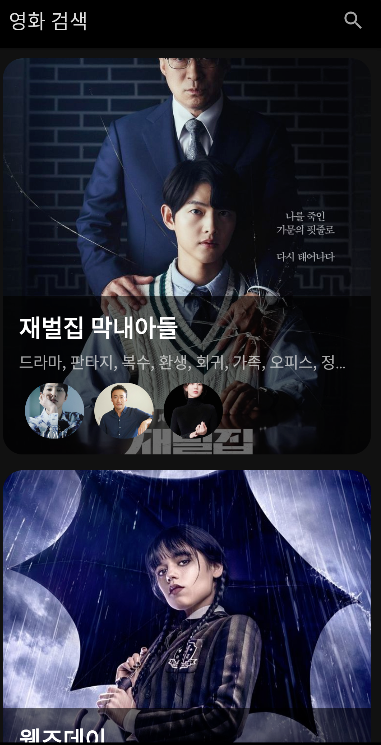 영화 검색
나를 죽인
가문의 핏줄로
다시 태어나다
재벌집 막내아들
드라마, 판타지, 복수, 환생, 회귀, 가족, 오피스, 정...
재벌집
웬즈데이